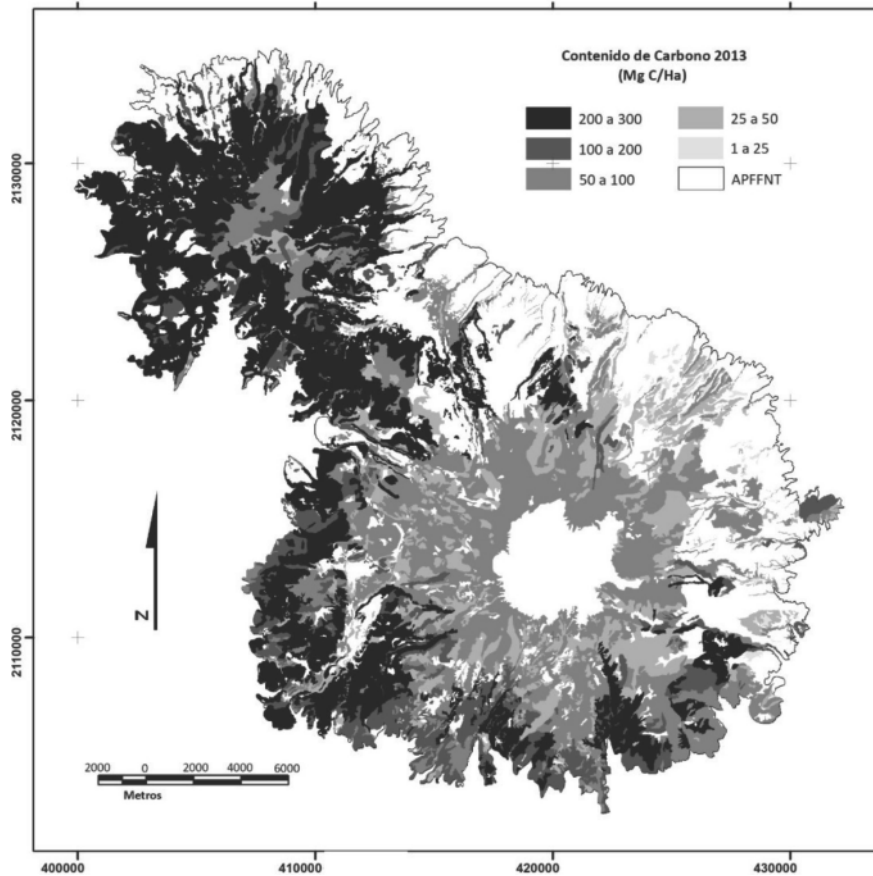 Contenido de Carbono 2013
(Mg C/Ha)
200 a 300
25 a 50
100 a 200
1 a 25
50 a 100
APFFNT
2130000
2120000
2110000
N
2000 0 2000 4000 6000
Metros
400000 410000 420000 430000